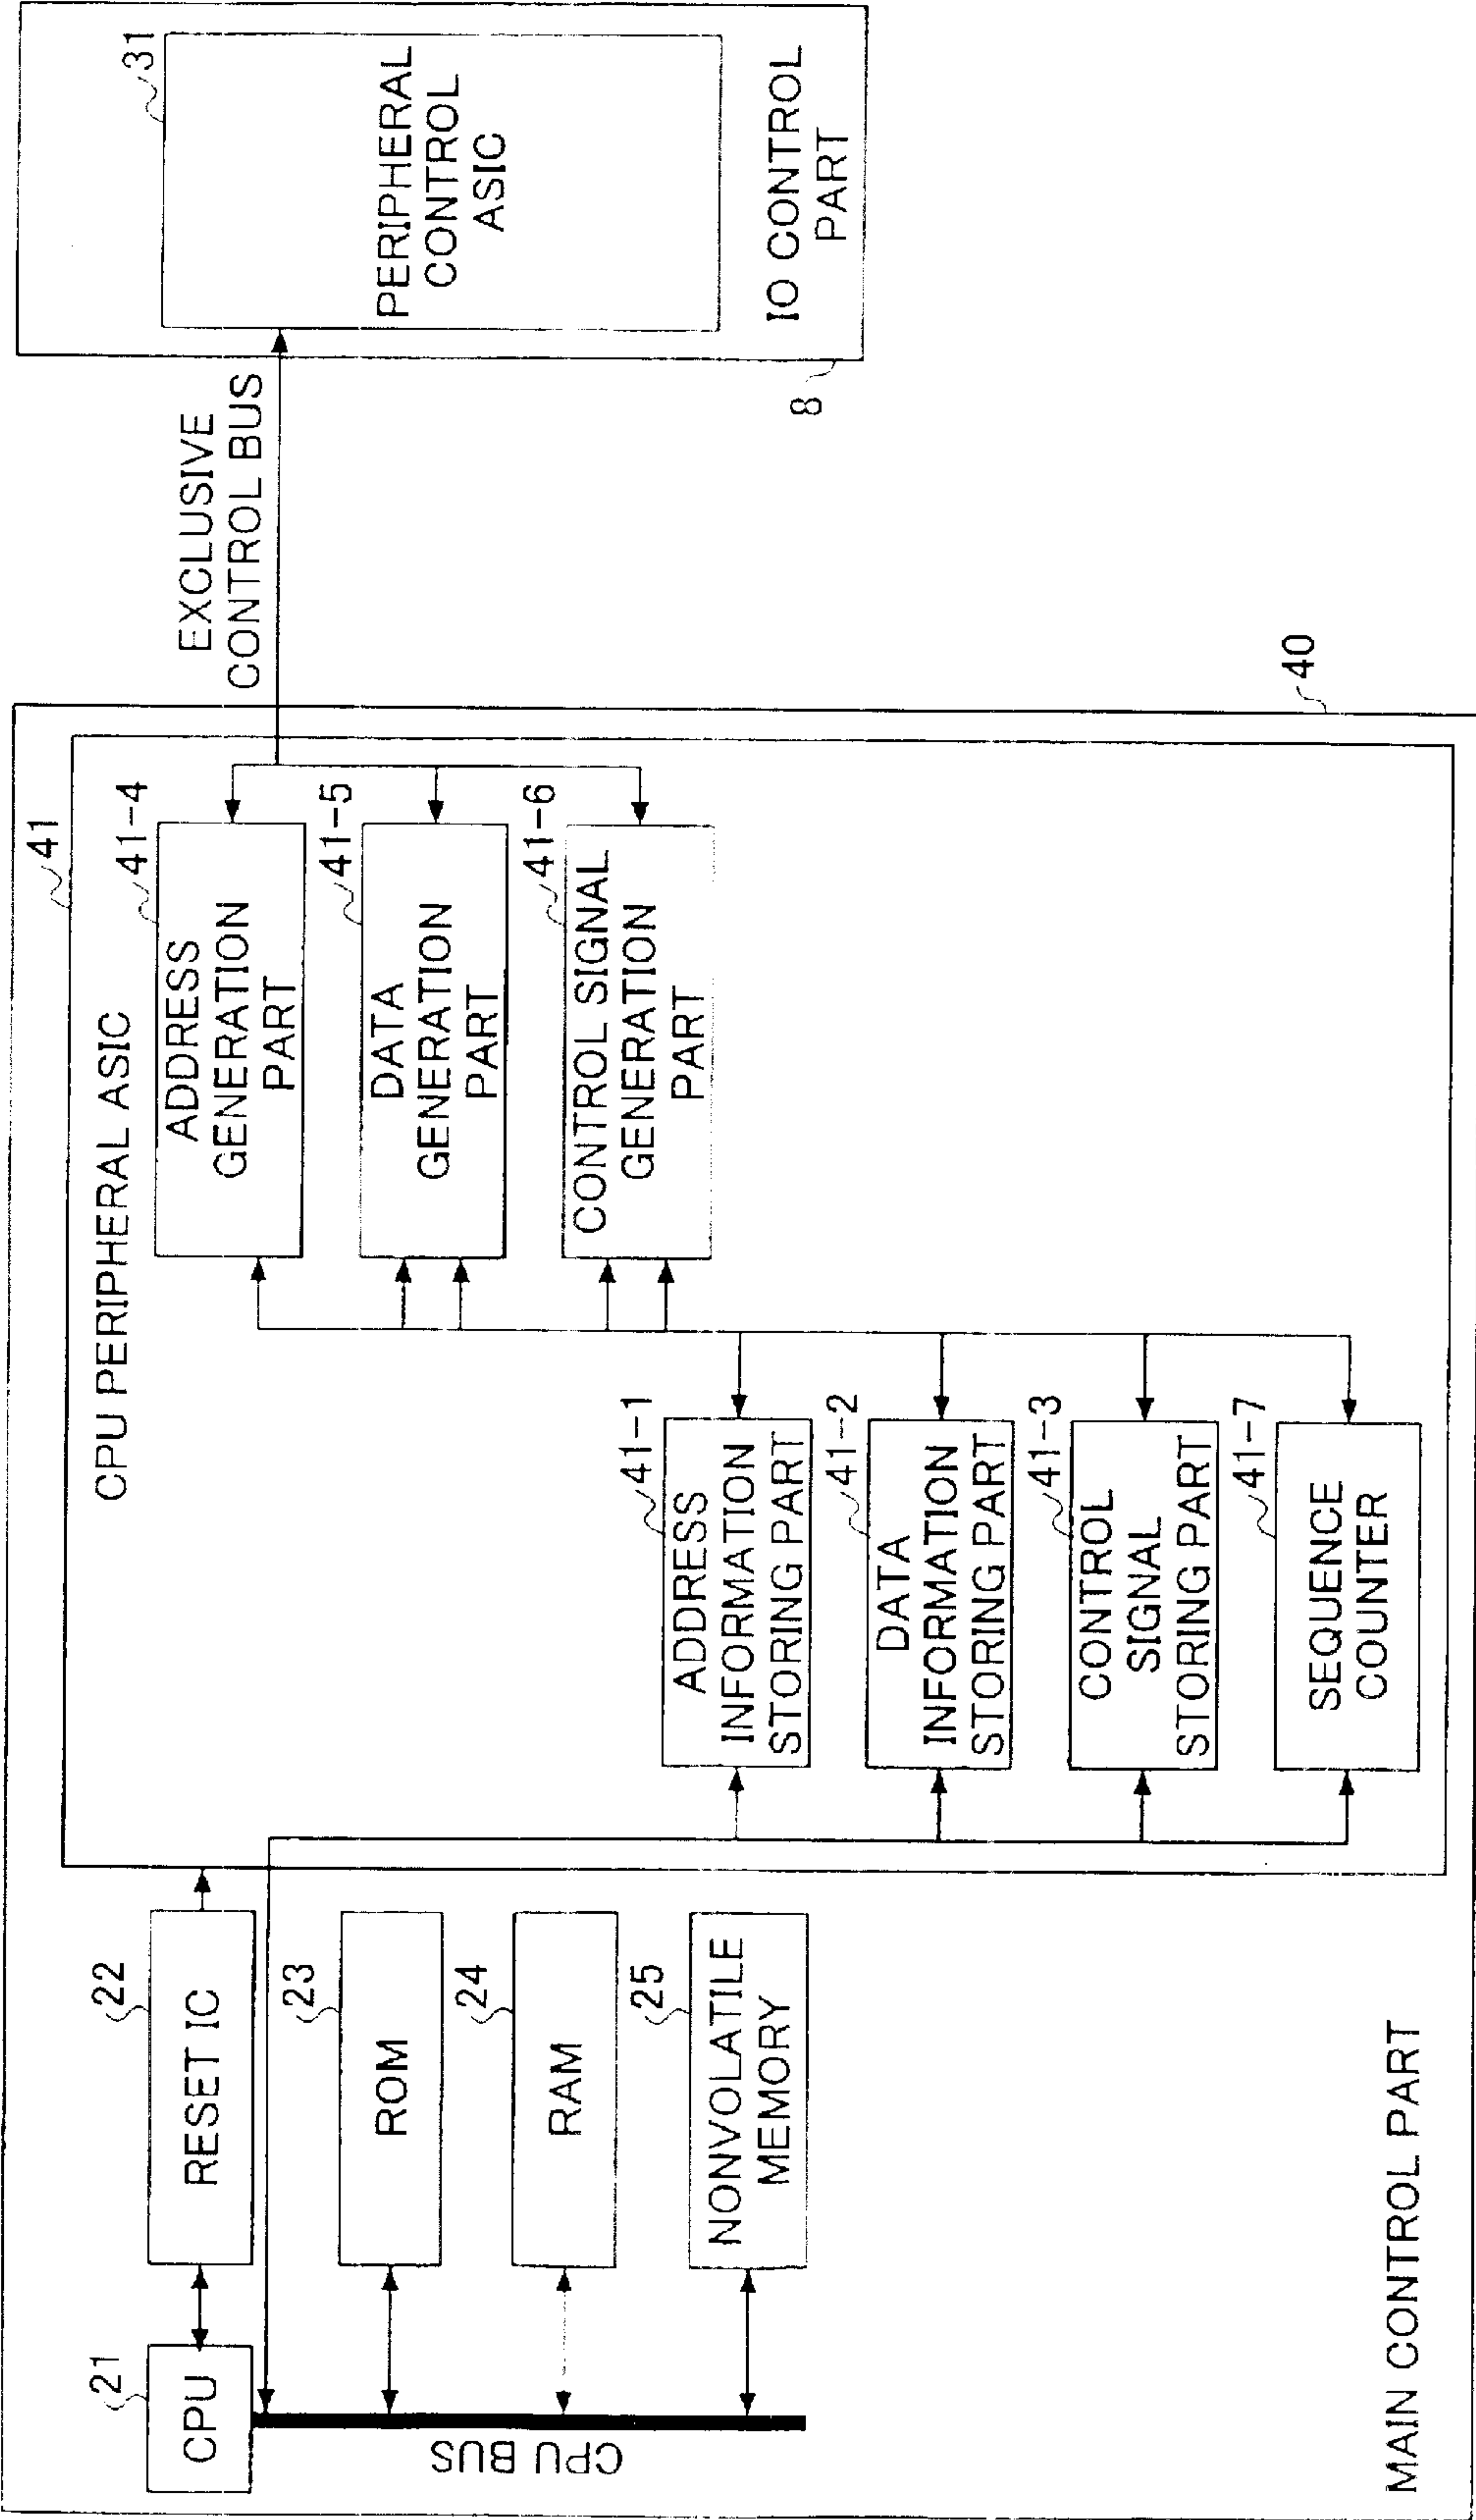 MAIN CONTROL PART
40
21
CPU
CPU BUS
22
RESET IC
23
ROM
24
RAM
25
NONVOLATILE
MEMORY
41
CPU PERIPHERAL ASIC
41-1
ADDRESS
INFORMATION
STORING PART
41-2
DATA
INFORMATION
STORING PART
41-3
CONTROL
SIGNAL
STORING PART
41-7
SEQUENCE
COUNTER
41-4
ADDRESS
GENERATION
PART
41-5
DATA
GENERATION
PART
41-6
CONTROL SIGNAL
GENERATION
PART
EXCLUSIVE
CONTROL BUS
31
PERIPHERAL
CONTROL
ASIC
IO CONTROL
PART
8